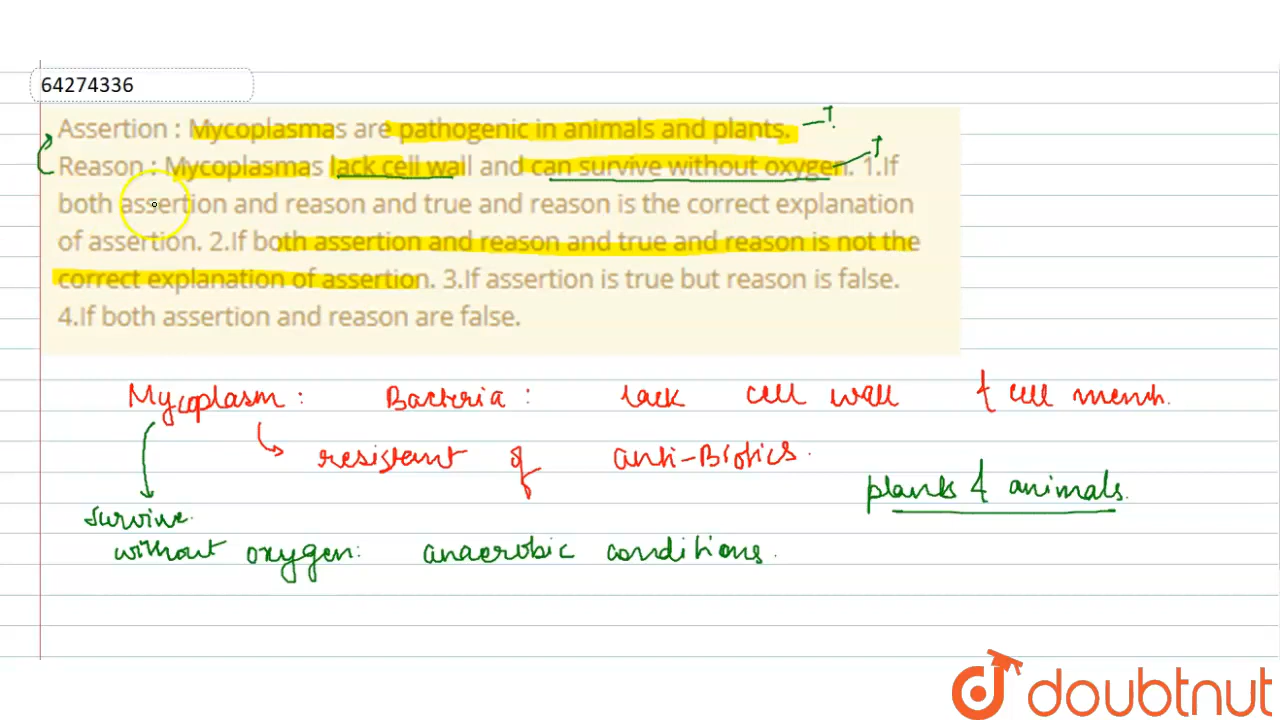 64274336
Assertion : Mycoplasmas are pathogenic in animals and plants. – T.
Reason : Mycoplasmas lack cell wall and can survive without oxygen. – T 1.If
both assertion and reason and true and reason is the correct explanation
of assertion. 2.If both assertion and reason and true and reason is not the
correct explanation of assertion. 3.If assertion is true but reason is false.
4.If both assertion and reason are false.
Mycoplasm : Bacteria : lack cell wall & cell memb.
resistant of anti-Biotics.
plants & animals.
survive
without oxygen: anaerobic conditions.
doubtnut